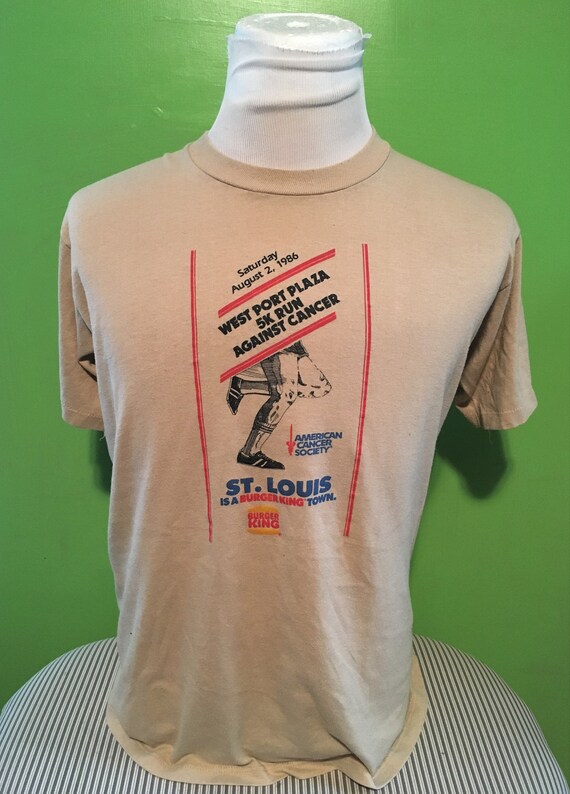 Saturday
August 2, 1986
WEST PORT PLAZA
5K RUN
AGAINST CANCER
AMERICAN
CANCER
SOCIETY
ST. LOUIS
IS A BURGER KING TOWN.
BURGER
KING